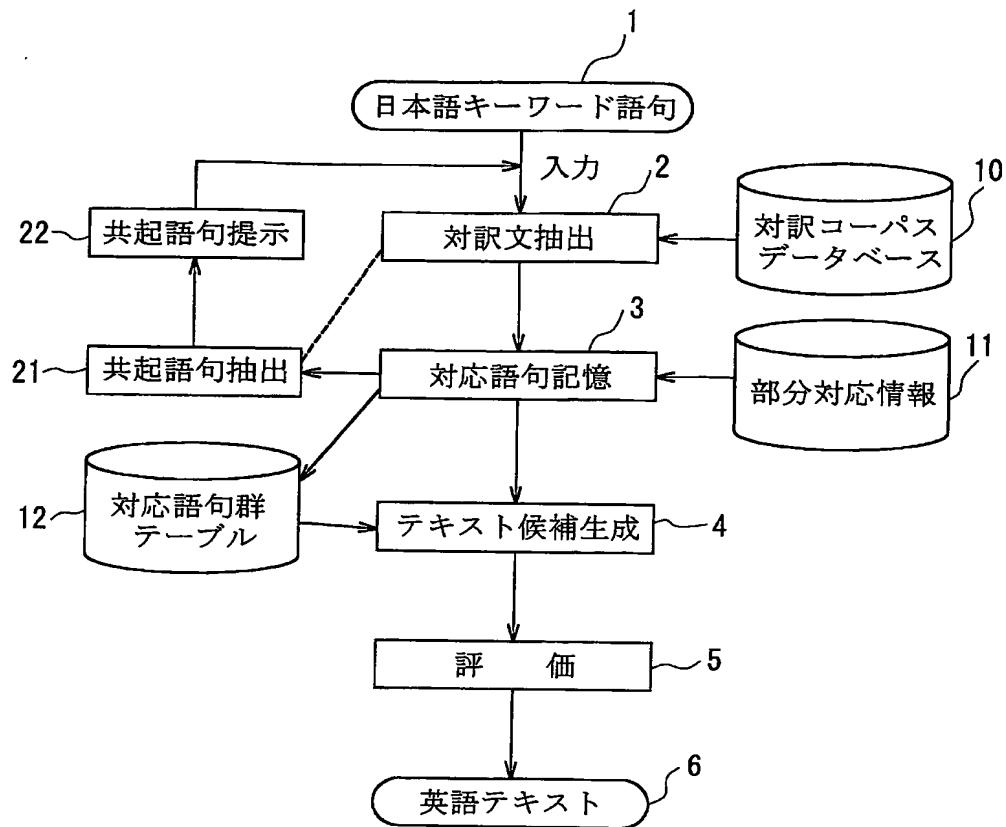 1
日本語キーワード語句
入力
2
10
22
共起語句提示
対訳文抽出
対訳コーパス
データベース
3
21
共起語句抽出
対応語句記憶
11
部分対応情報
12
対応語句群
テーブル
テキスト候補生成
4
評　価
5
6
英語テキスト